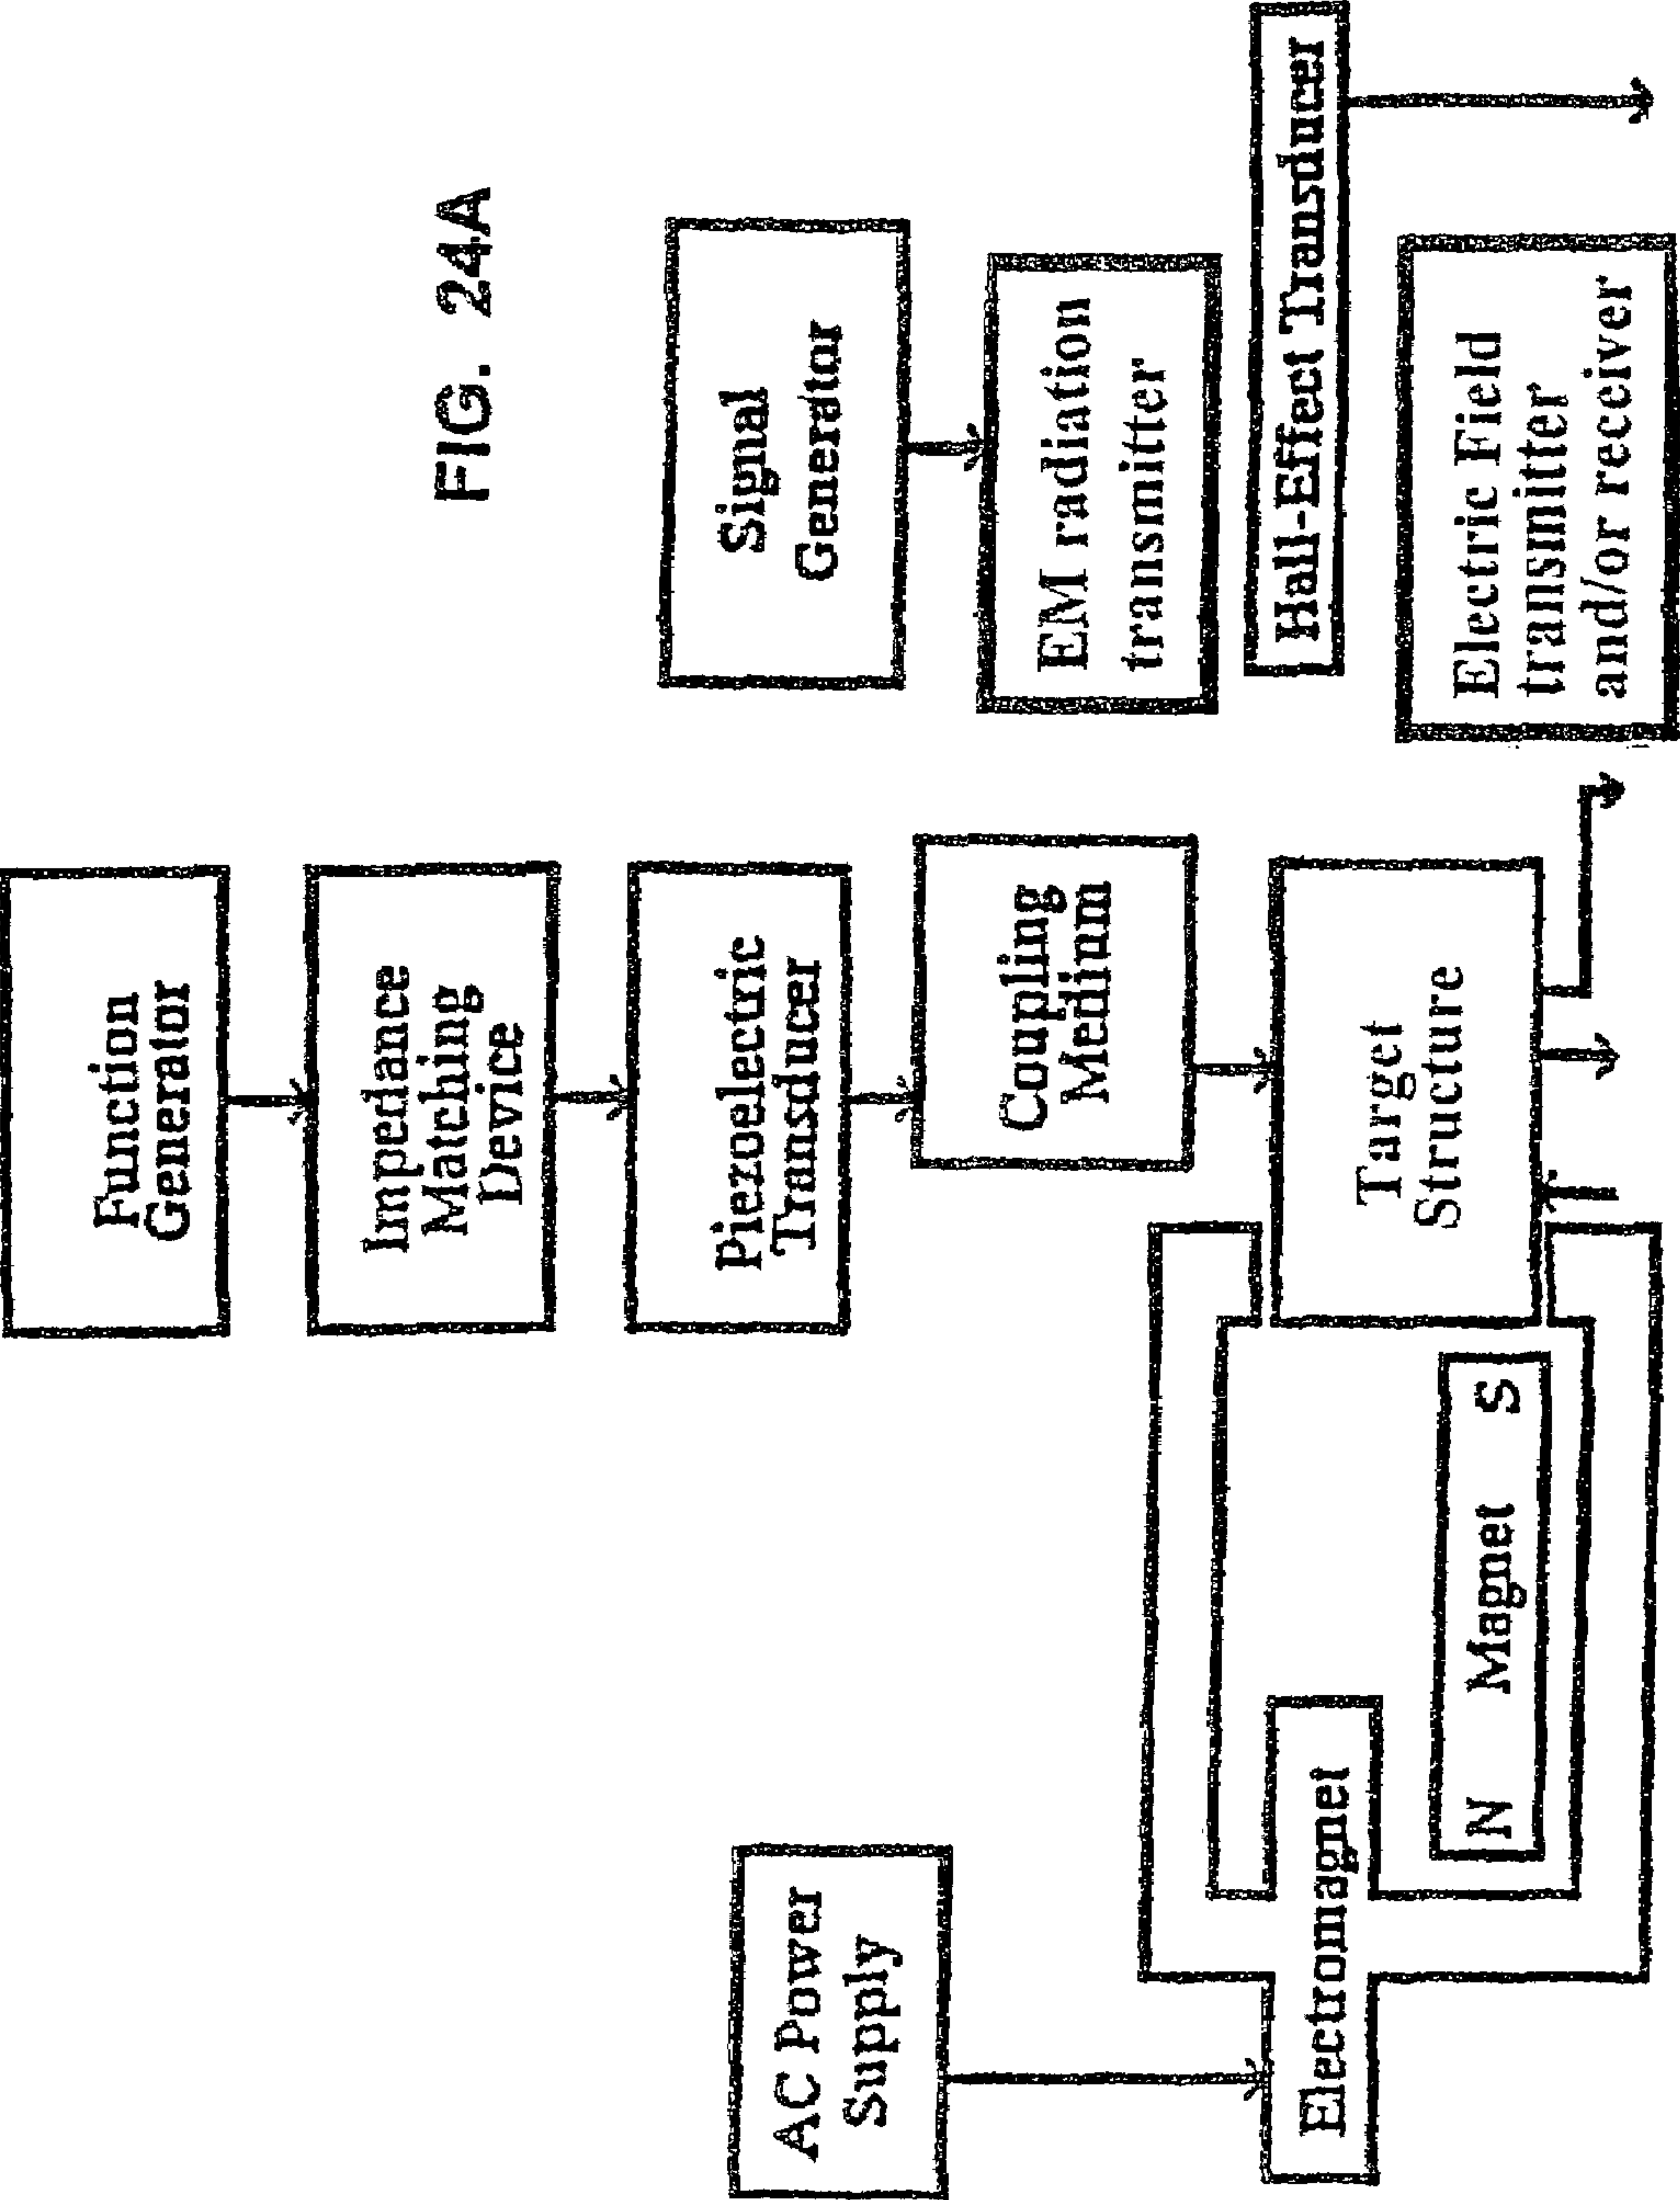 FIG. 24A
Function
Generator
Impedance
Matching
Device
Piezoelectric
Transducer
Coupling
Medium
Target
Structure
Signal
Generator
EM radiation
transmitter
Hall-Effect Transducer
Electric Field
transmitter
and/or receiver
AC Power
Supply
Electromagnet
N Magnet S